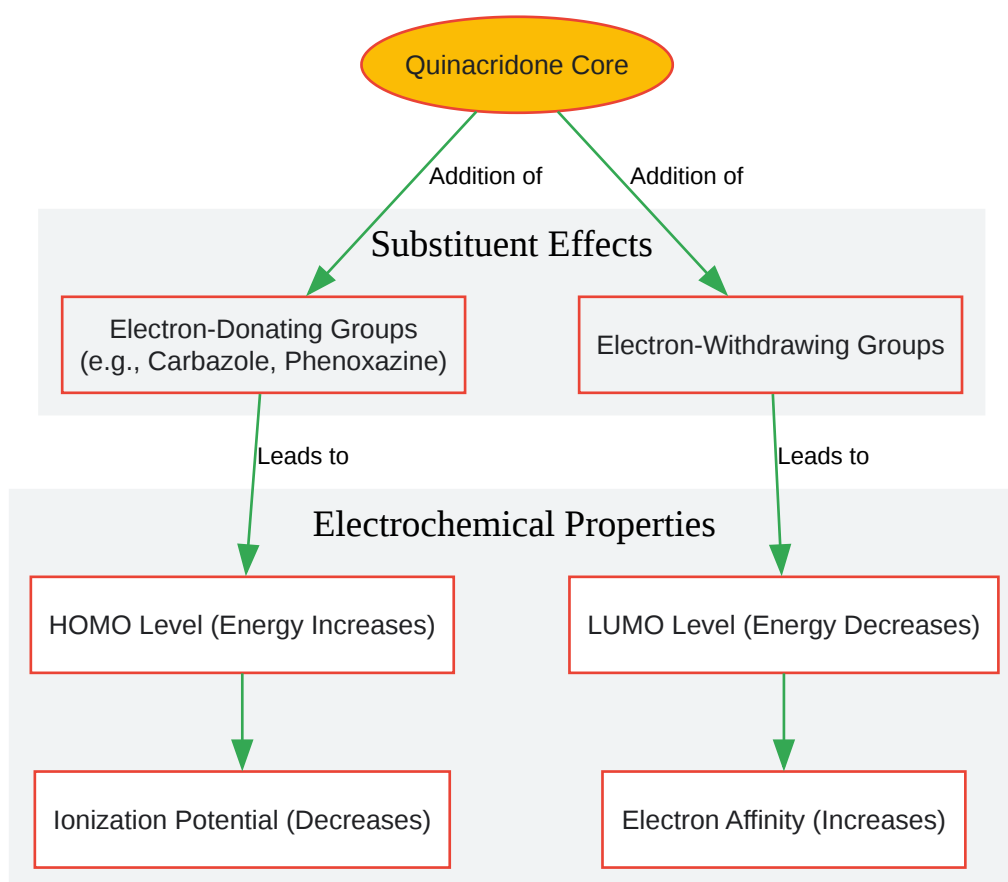 Quinacridone Core
Addition of
Addition of
Substituent Effects
Electron-Donating Groups
(e.g., Carbazole, Phenoxazine)
Electron-Withdrawing Groups
Leads to
Leads to
Electrochemical Properties
HOMO Level (Energy Increases)
LUMO Level (Energy Decreases)
Ionization Potential (Decreases)
Electron Affinity (Increases)